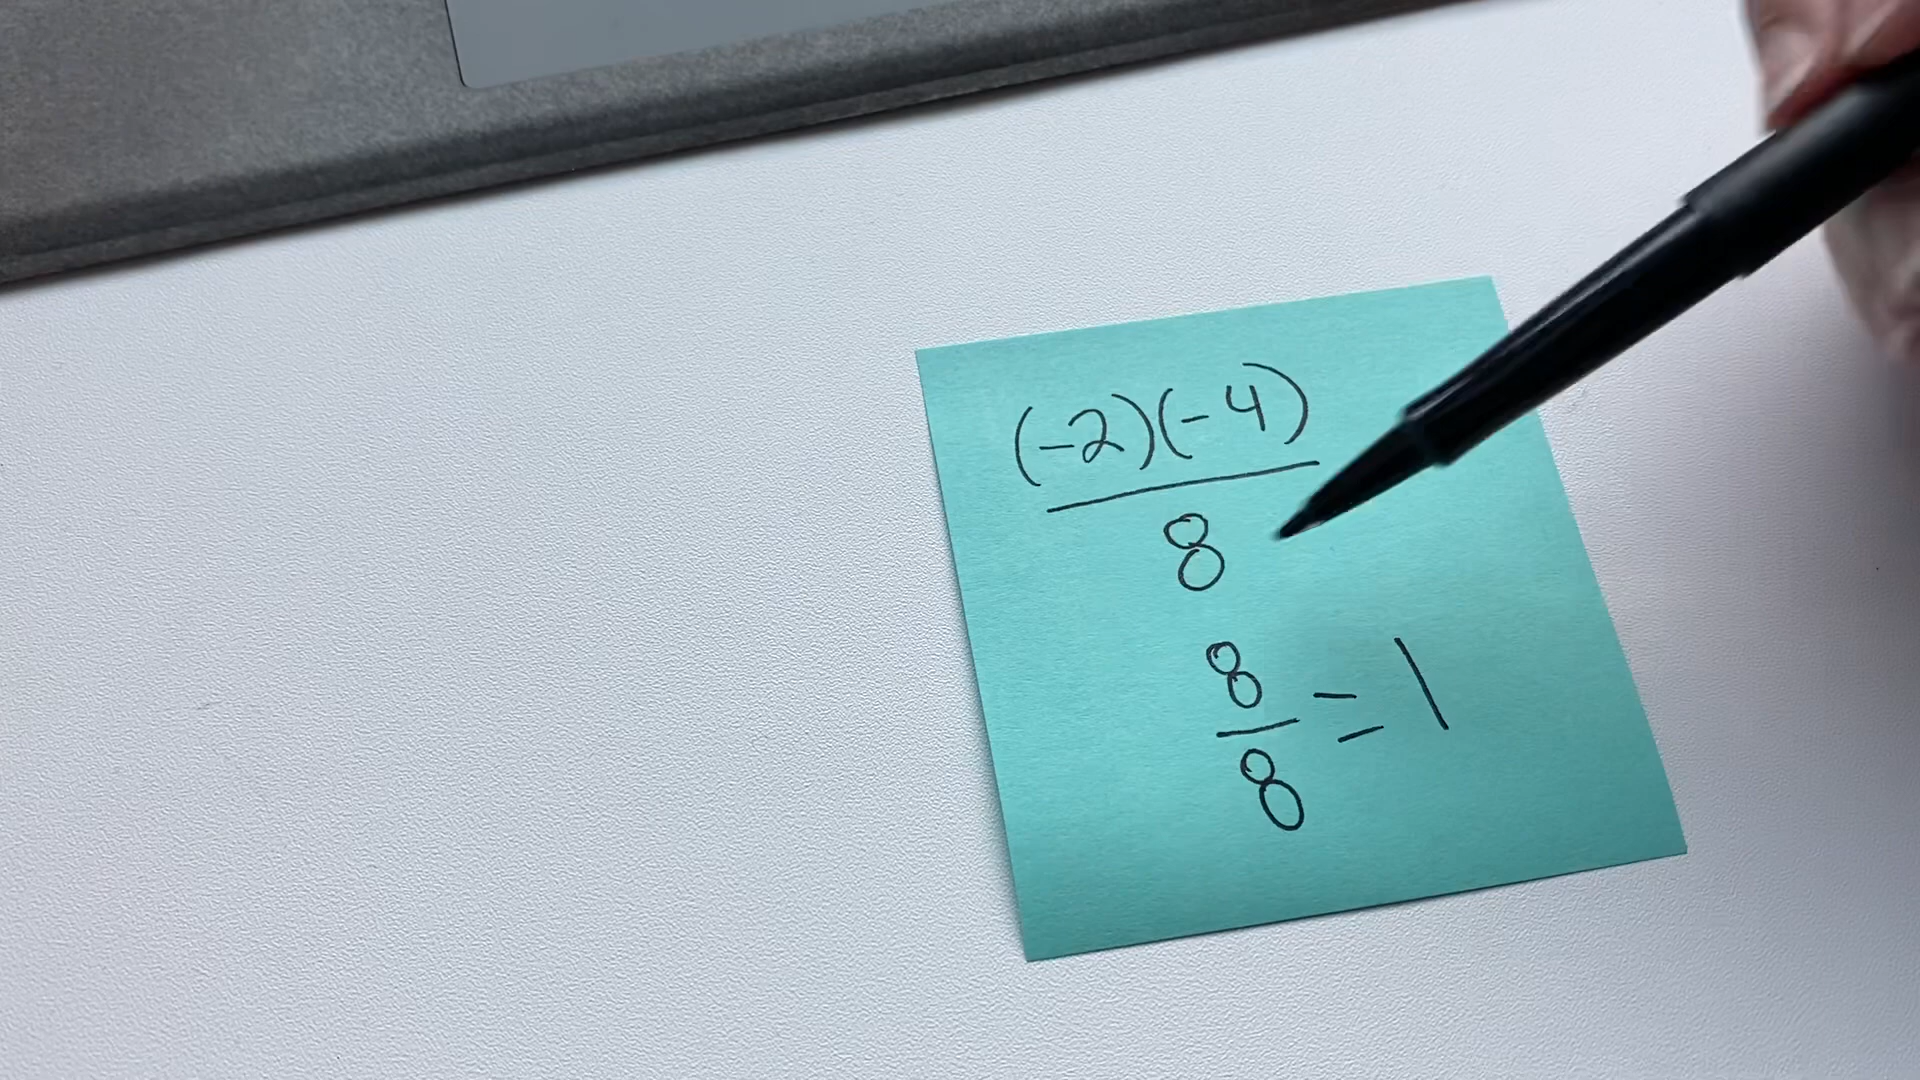 (-2)(-4)
8
8
8 = 1